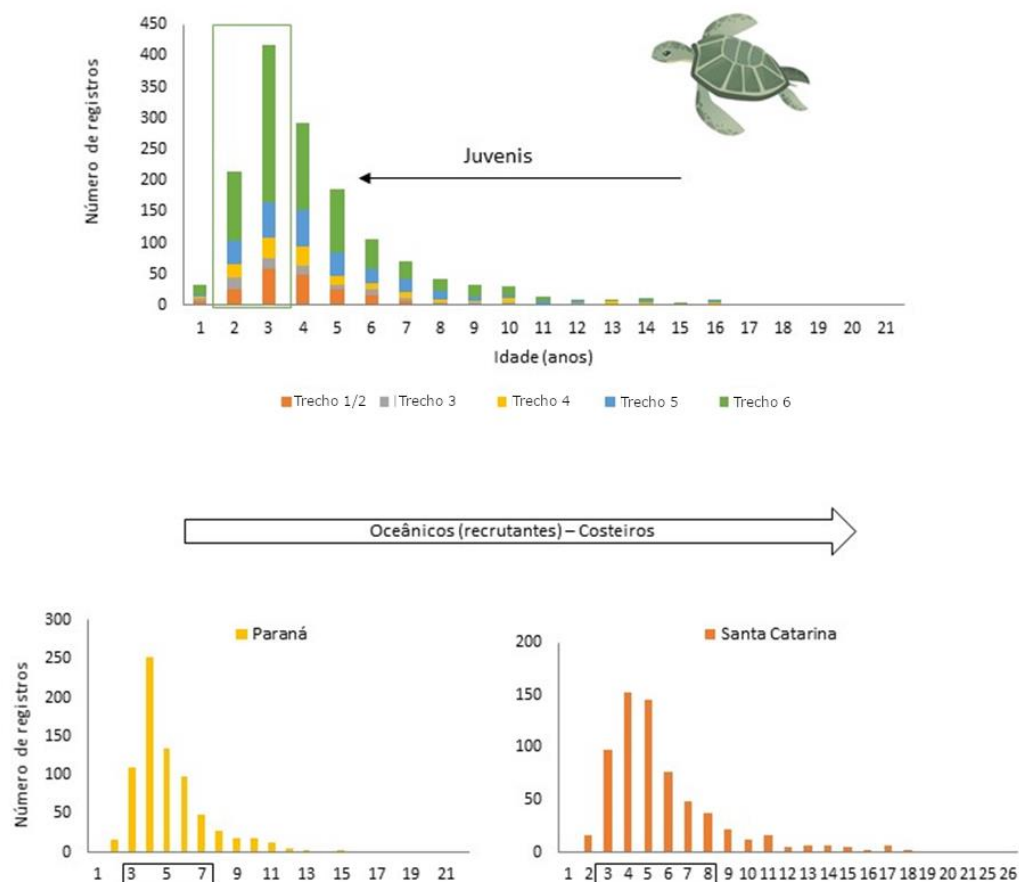 450
400
350
300
250
200
150
100
50
0
Número de registros
Juvenis
1 2 3 4 5 6 7 8 9 10 11 12 13 14 15 16 17 18 19 20 21
Idade (anos)
Trecho 1/2 Trecho 3 Trecho 4 Trecho 5 Trecho 6
Oceânicos (recrutantes) – Costeiros
300
250
200
150
100
50
0
Número de registros
Paraná
1 3 5 7 9 11 13 15 17 19 21
200
150
100
50
0
Santa Catarina
1 2 3 4 5 6 7 8 9 10 11 12 13 14 15 16 17 18 19 20 21 25 26